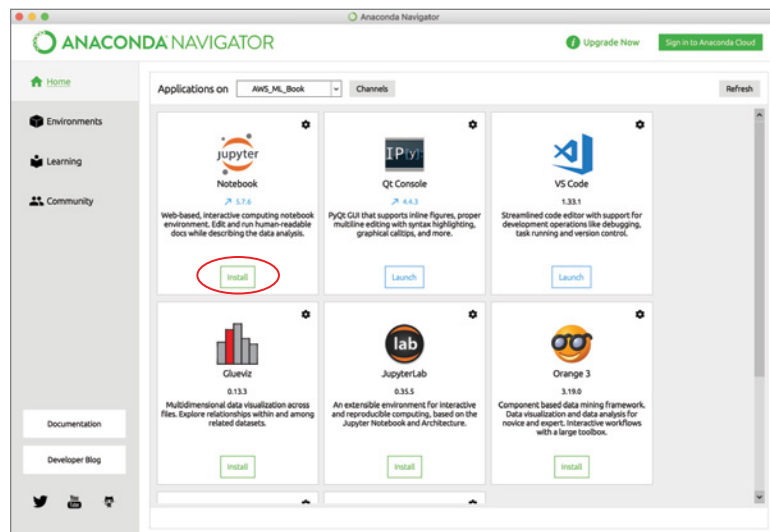 Anaconda Navigator
ANACONDA NAVIGATOR
i Upgrade Now
Sign in to Anaconda Cloud
Home
Environments
Learning
Community
Documentation
Developer Blog
You
Tube
Applications on AWS_ML_Book Channels Refresh
jupyter
Notebook
5.7.6
Web-based, interactive computing notebook
environment. Edit and run human-readable
docs while describing the data analysis.
Install
IP[y]:
Qt Console
4.4.3
PyQt GUI that supports inline figures, proper
multiline editing with syntax highlighting,
graphical calltips, and more.
Launch
VS Code
1.33.1
Streamlined code editor with support for
development operations like debugging,
task running and version control.
Launch
Glueviz
0.13.3
Multidimensional data visualization across
files. Explore relationships within and among
related datasets.
Install
lab
JupyterLab
0.35.5
An extensible environment for interactive
and reproducible computing, based on the
Jupyter Notebook and Architecture.
Install
Orange 3
3.19.0
Component based data mining framework.
Data visualization and data analysis for
novice and expert. Interactive workflows
with a large toolbox.
Install